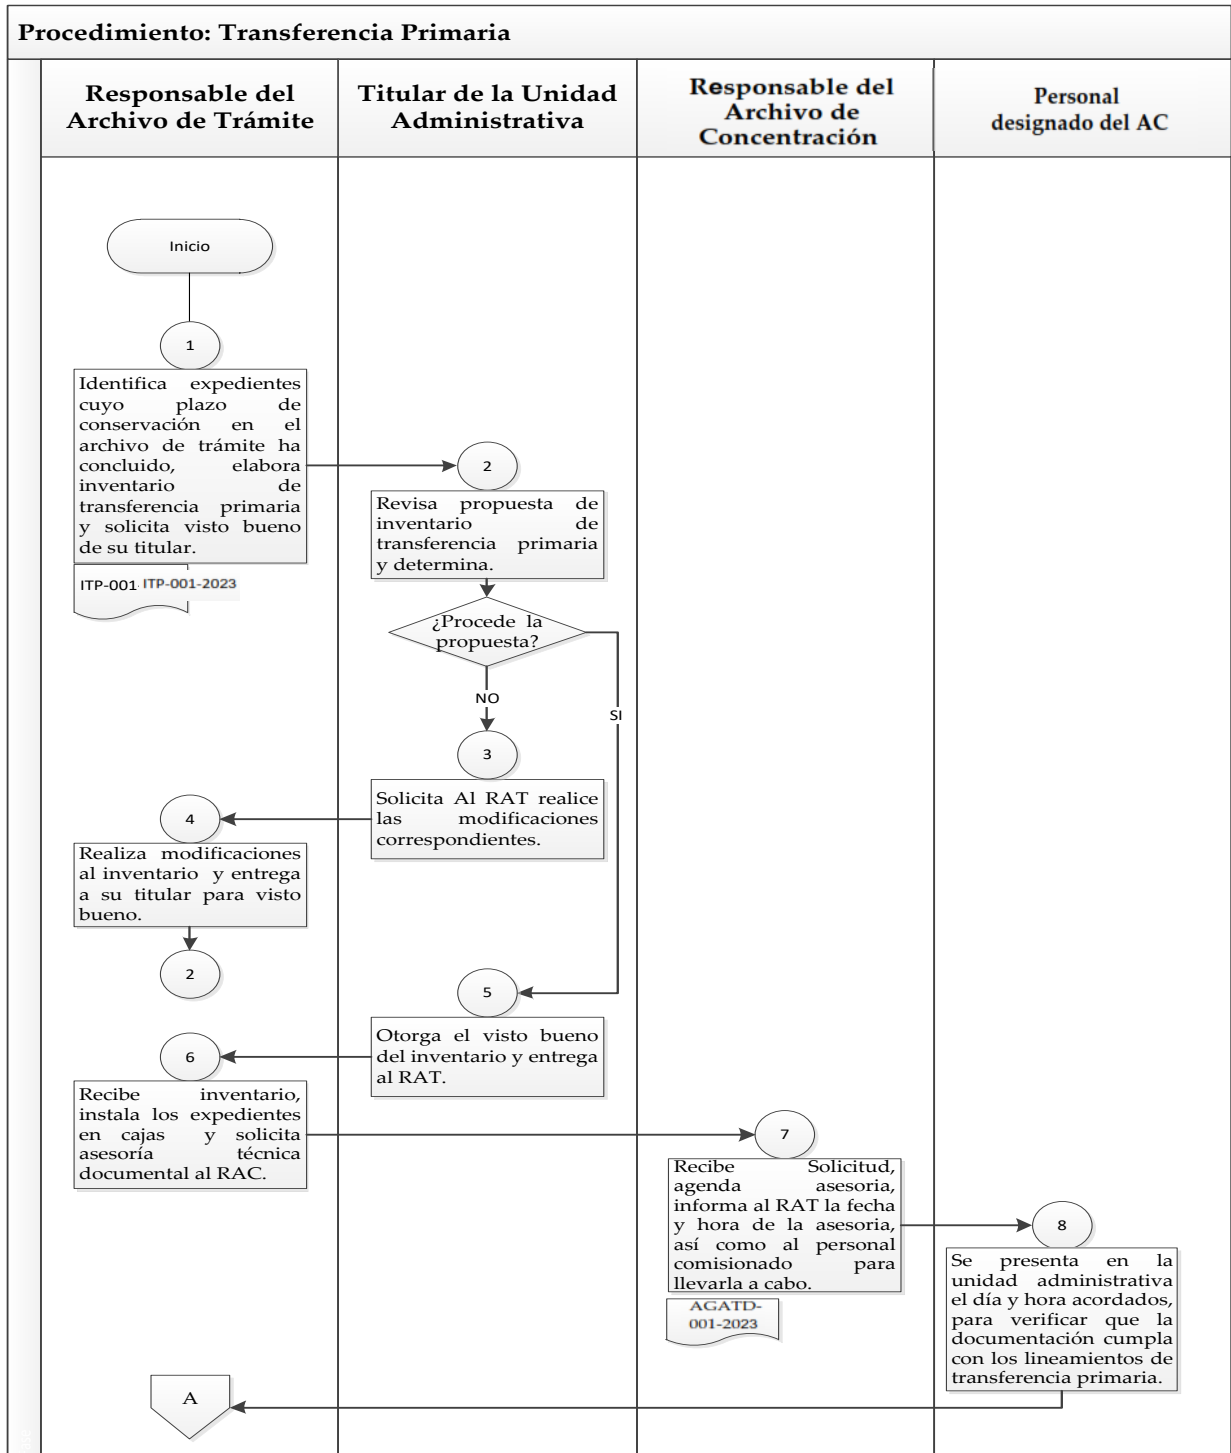 Procedimiento: Transferencia Primaria
Responsable del
Archivo de Trámite
Titular de la Unidad
Administrativa
Responsable del
Archivo de
Concentración
Personal
designado del AC
Inicio
1
Identifica expedientes
cuyo plazo de
conservación en el
archivo de trámite ha
concluido, elabora
inventario de
transferencia primaria
y solicita visto bueno
de su titular.
ITP-001 ITP-001-2023
2
Revisa propuesta de
inventario de
transferencia primaria
y determina.
¿Procede la
propuesta?
NO
SI
3
Solicita Al RAT realice
las modificaciones
correspondientes.
4
Realiza modificaciones
al inventario y entrega
a su titular para visto
bueno.
2
5
Otorga el visto bueno
del inventario y entrega
al RAT.
6
Recibe inventario,
instala los expedientes
en cajas y solicita
asesoría técnica
documental al RAC.
7
Recibe Solicitud,
agenda asesoria,
informa al RAT la fecha
y hora de la asesoria,
así como al personal
comisionado para
llevarla a cabo.
AGATD-
001-2023
8
Se presenta en la
unidad administrativa
el día y hora acordados,
para verificar que la
documentación cumpla
con los lineamientos de
transferencia primaria.
A